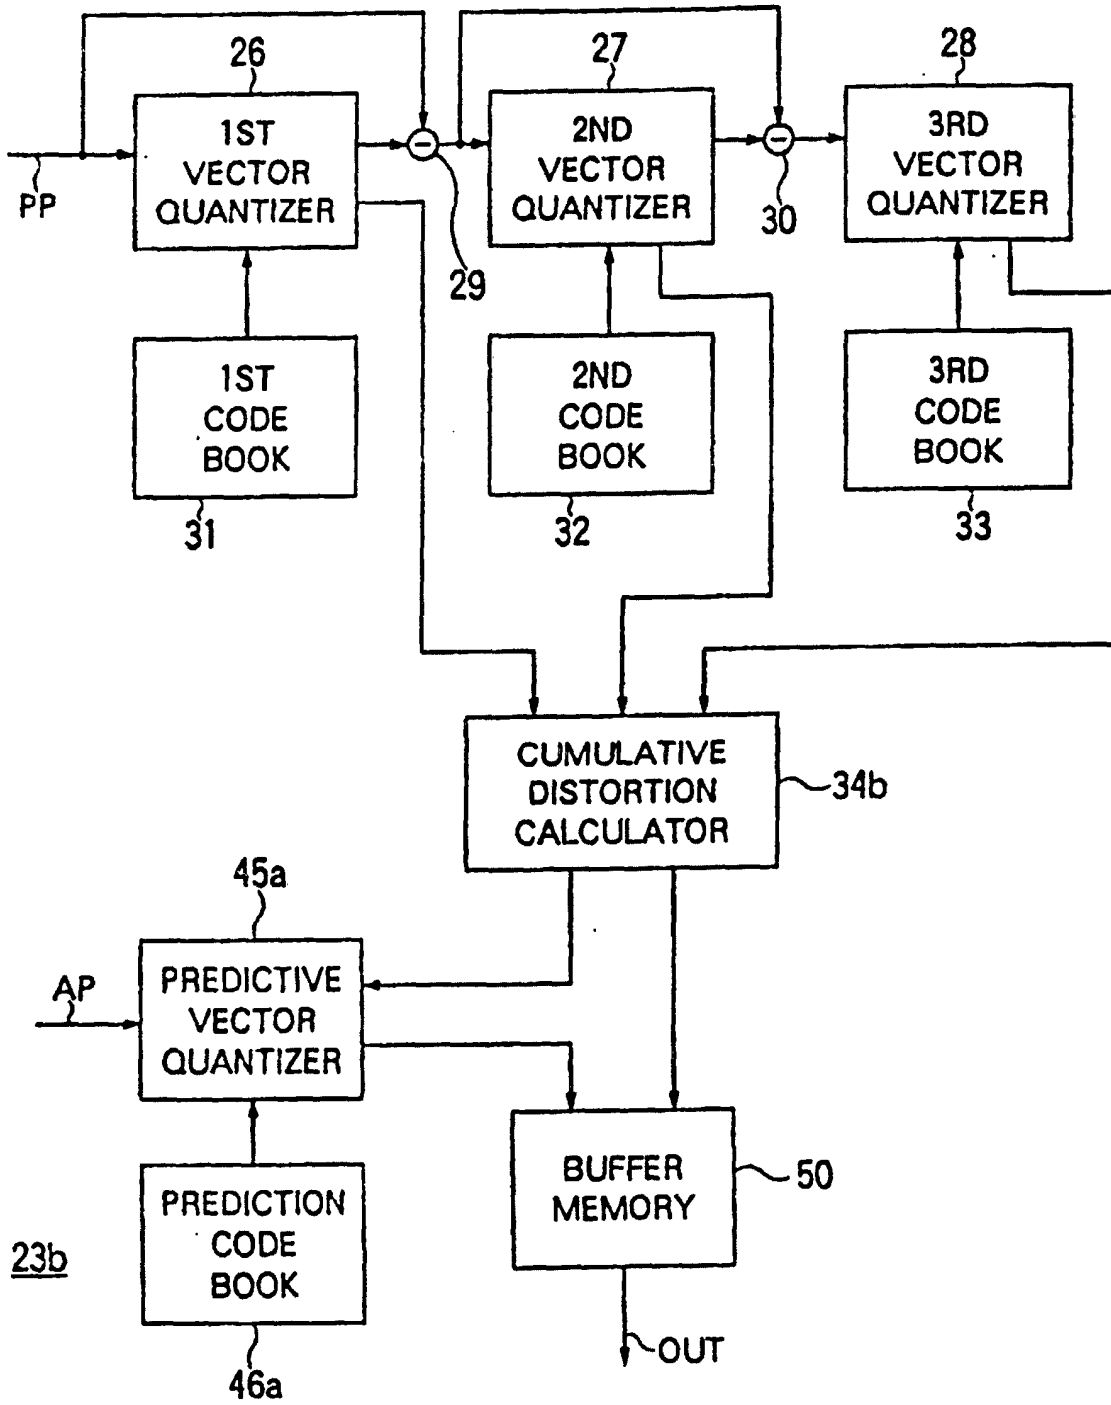 26
27
28
1ST
VECTOR
QUANTIZER
2ND
VECTOR
QUANTIZER
3RD
VECTOR
QUANTIZER
PP
29
30
1ST
CODE
BOOK
2ND
CODE
BOOK
3RD
CODE
BOOK
31
32
33
CUMULATIVE
DISTORTION
CALCULATOR
34b
45a
AP
PREDICTIVE
VECTOR
QUANTIZER
BUFFER
MEMORY
50
PREDICTION
CODE
BOOK
23b
46a
OUT